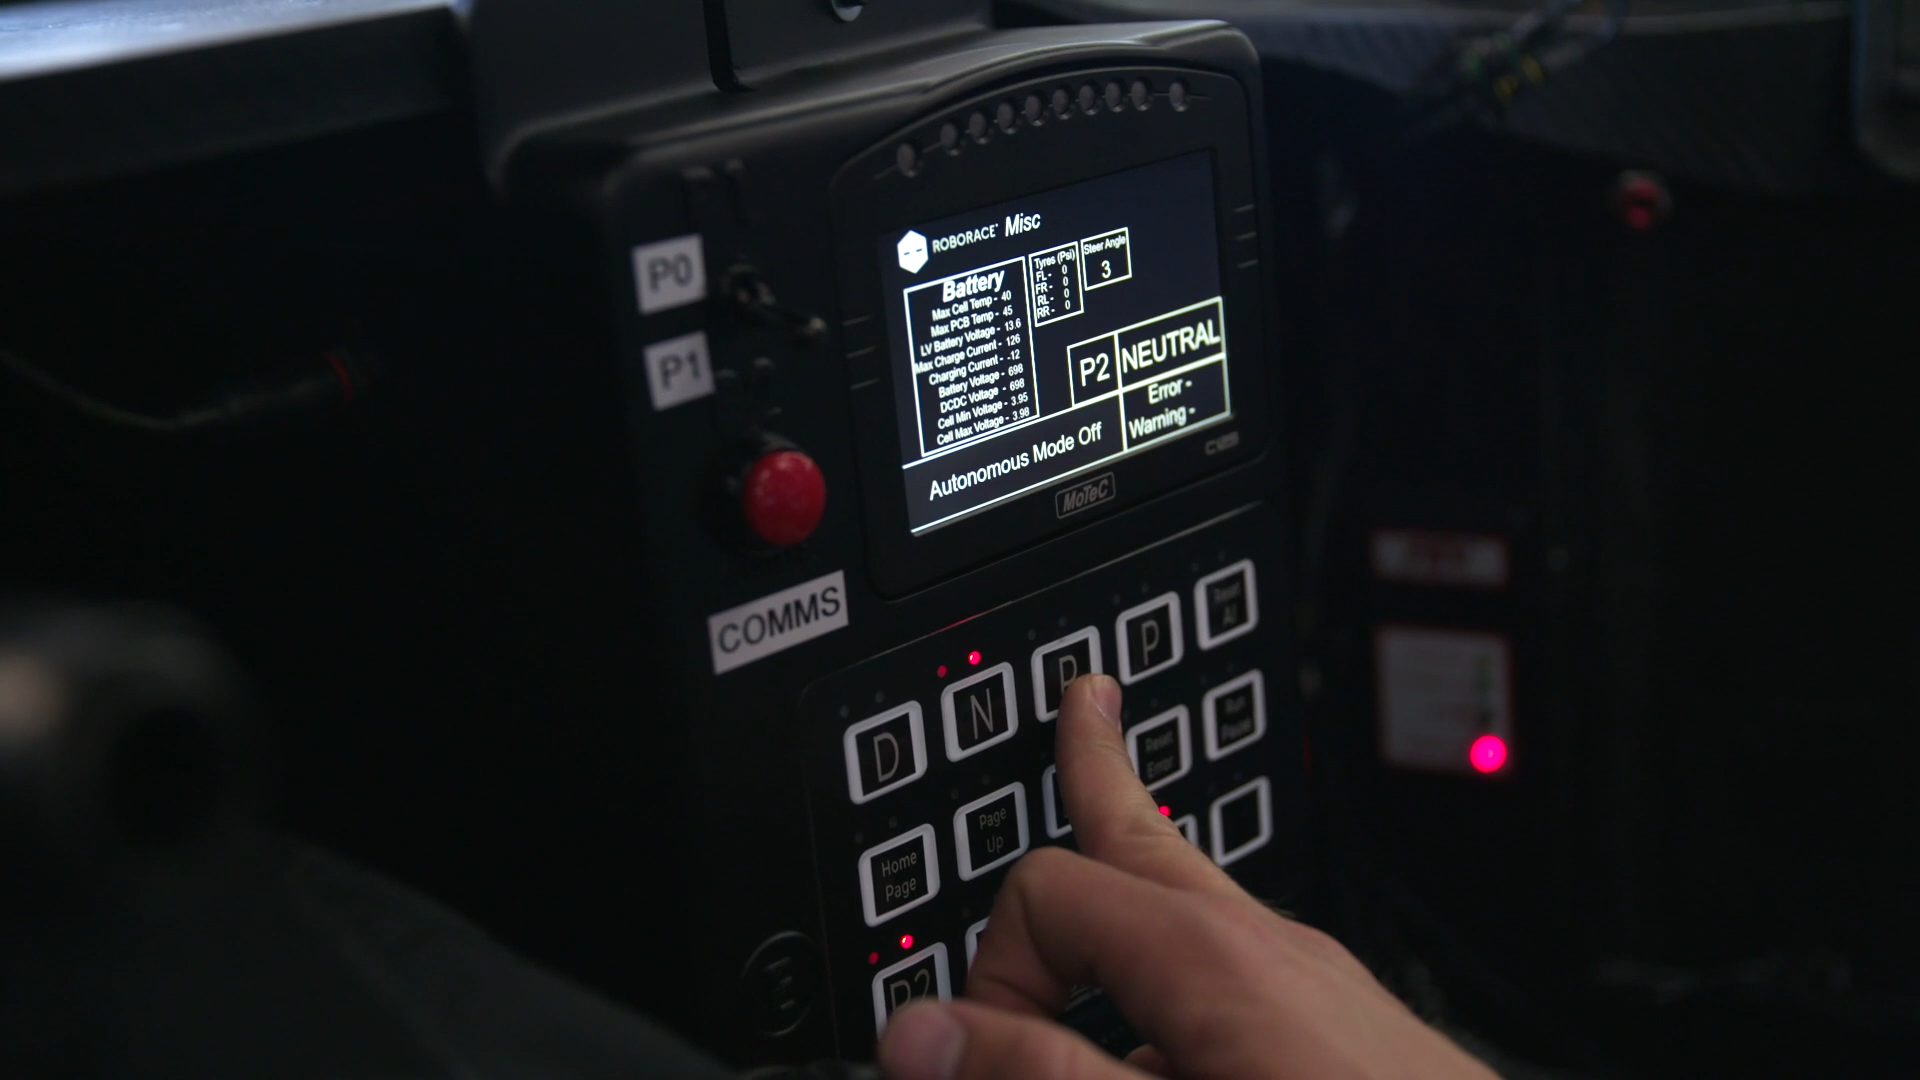 ROBORACE Misc
Battery
Max Cell Temp - 40
Max PCB Temp - 45
LV Battery Voltage - 13.6
Max Charge Current - 126
Charging Current - -12
Battery Voltage - 698
DCDC Voltage - 698
Cell Min Voltage - 3.95
Cell Max Voltage - 3.98
Tyres (Psi)
FL - 0
FR - 0
RL - 0
RR - 0
Steer Angle
3
P2 NEUTRAL
Error -
Warning -
Autonomous Mode Off
MoTeC
C125
P0
P1
COMMS
D
N
P
Reset
AI
Home
Page
Page
Up
Reset
Error
Run
P2